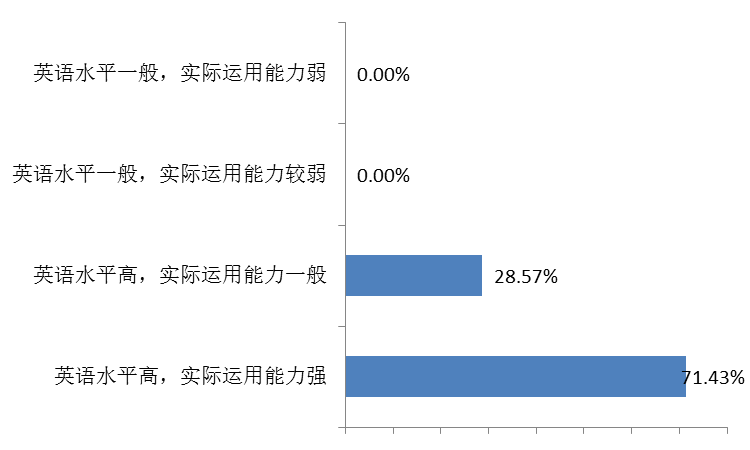 英语水平一般，实际运用能力弱 0.00%
英语水平一般，实际运用能力较弱 0.00%
英语水平高，实际运用能力一般 28.57%
英语水平高，实际运用能力强 71.43%